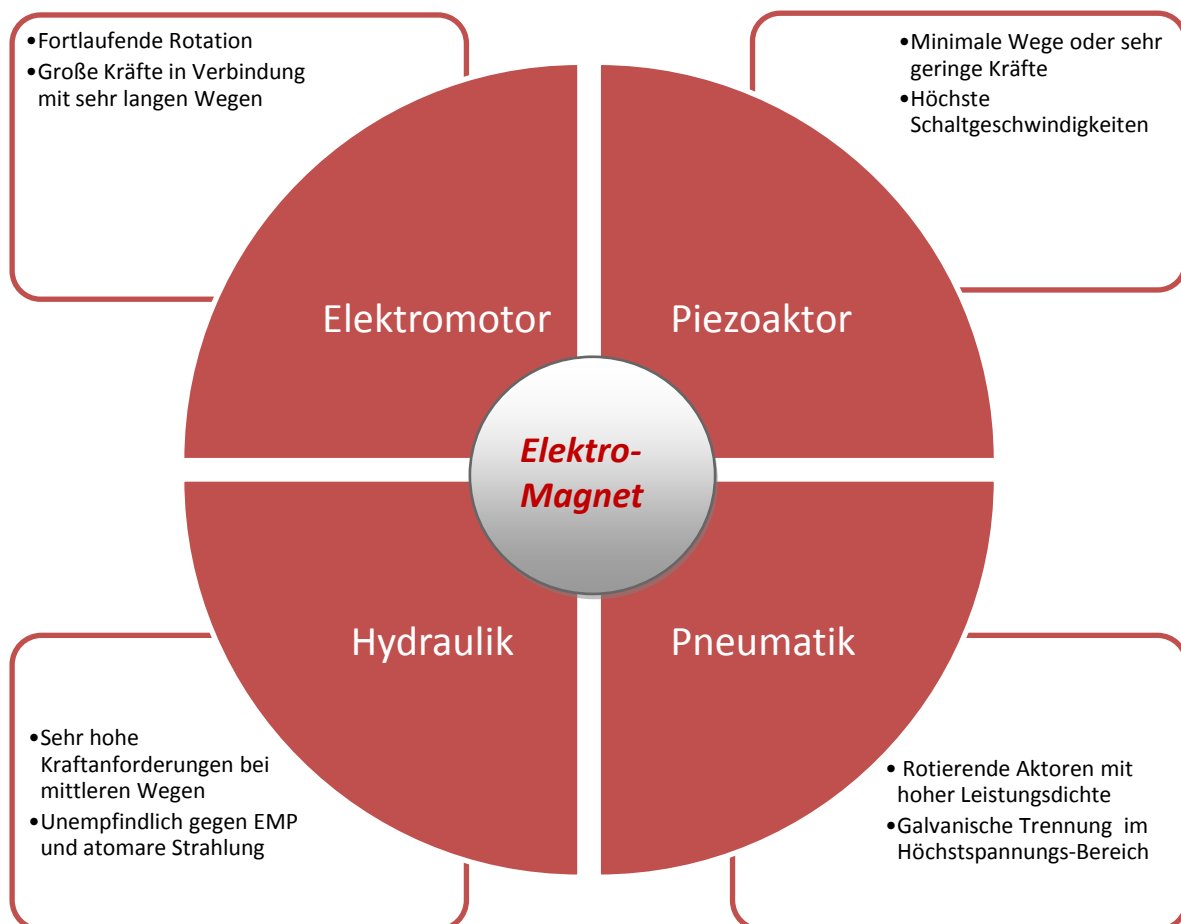 •Fortlaufende Rotation
•Große Kräfte in Verbindung
mit sehr langen Wegen
•Minimale Wege oder sehr
geringe Kräfte
•Höchste
Schaltgeschwindigkeiten
Elektromotor
Piezoaktor
Elektro-
Magnet
Hydraulik
Pneumatik
•Sehr hohe
Kraftanforderungen bei
mittleren Wegen
•Unempfindlich gegen EMP
und atomare Strahlung
• Rotierende Aktoren mit
hoher Leistungsdichte
•Galvanische Trennung im
Höchstspannungs-Bereich